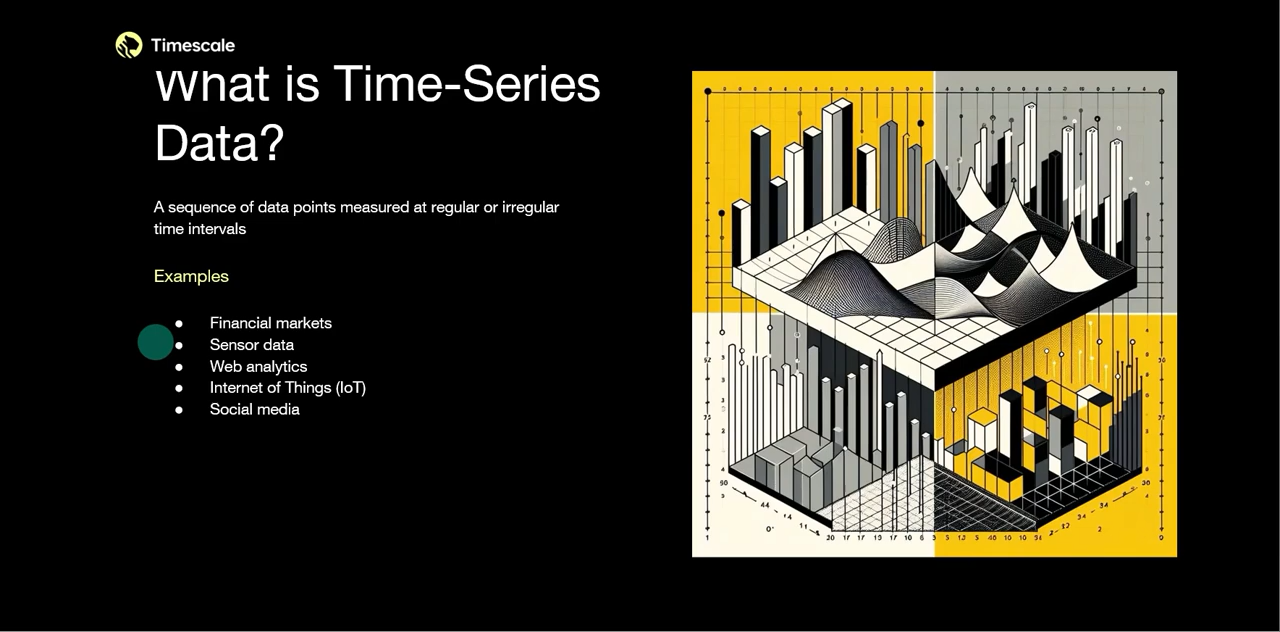 Timescale
What is Time-Series
Data?
A sequence of data points measured at regular or irregular
time intervals
Examples
● Financial markets
● Sensor data
● Web analytics
● Internet of Things (IoT)
● Social media